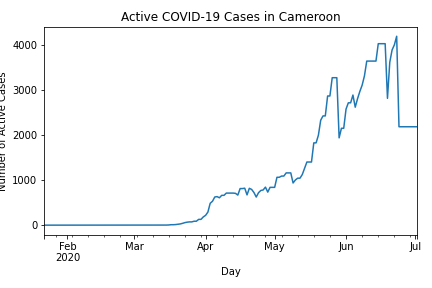 Active COVID-19 Cases in Cameroon
Number of Active Cases
4000
3000
2000
1000
0
Feb
2020
Mar
Apr
May
Jun
Jul
Day